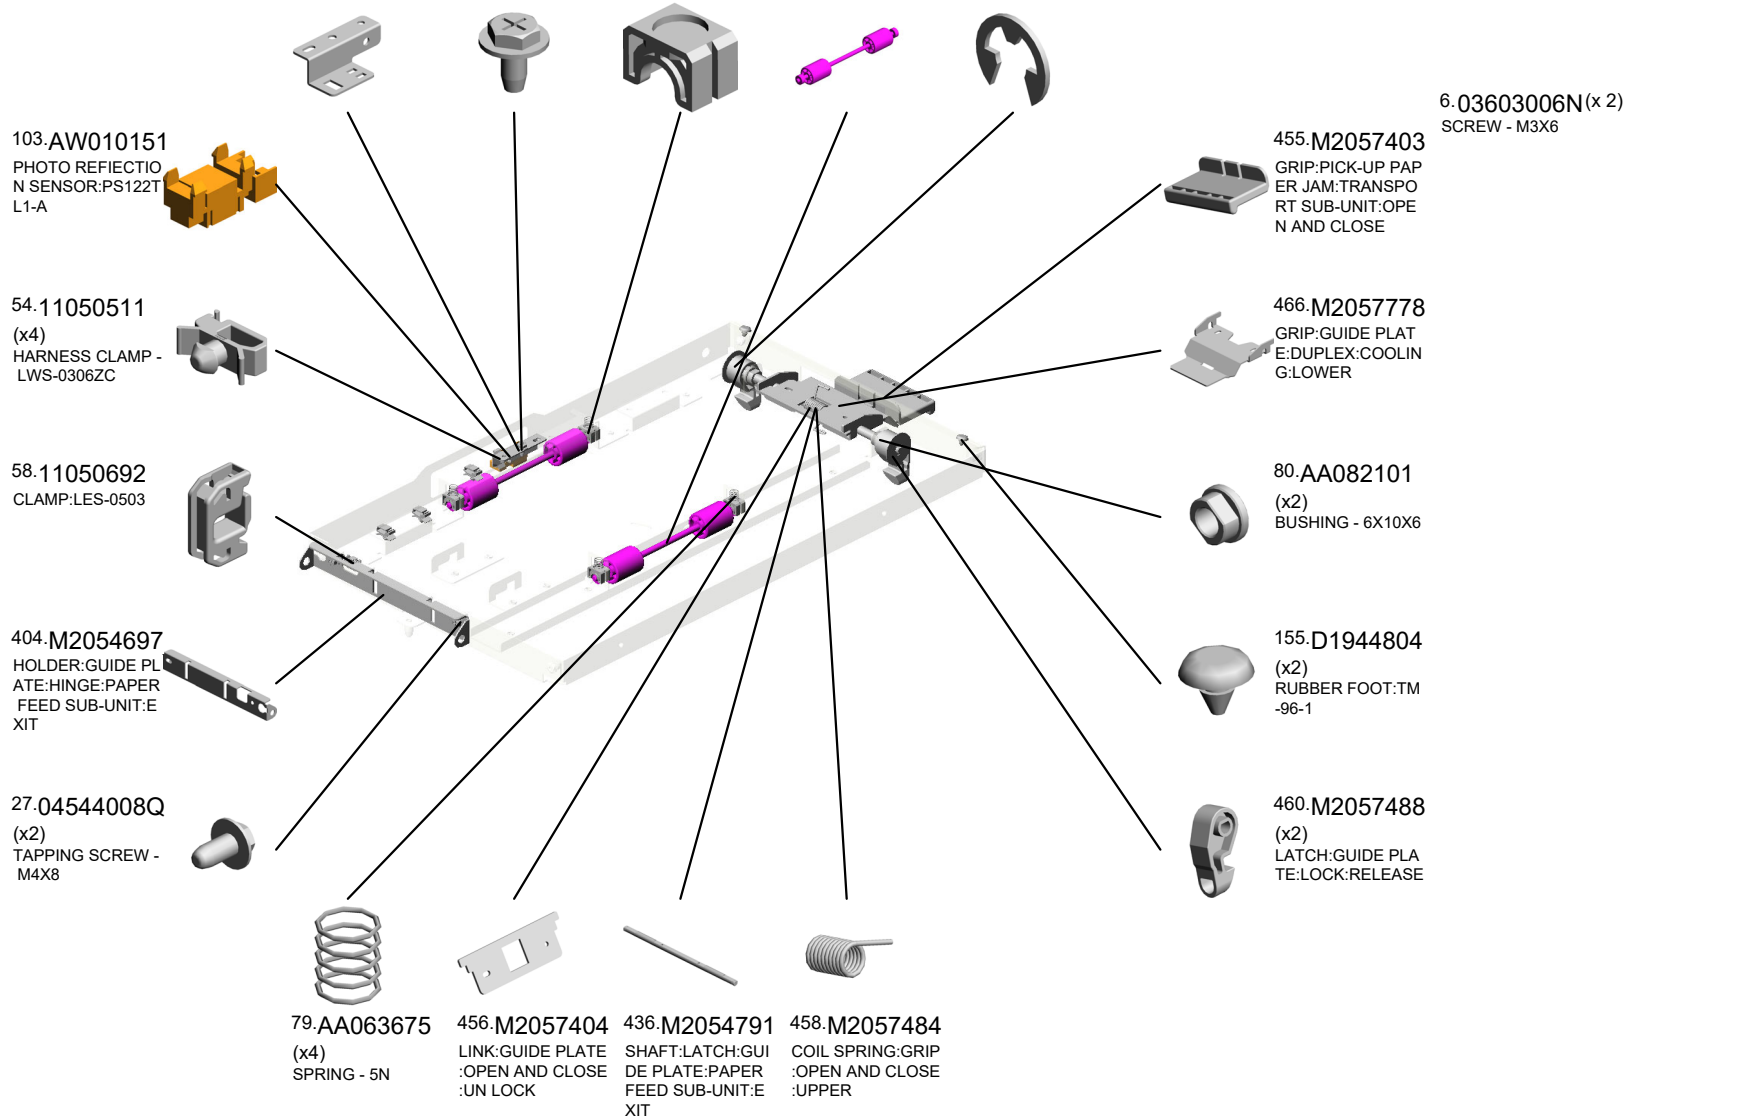 103.AW010151
PHOTO REFIECTIO
N SENSOR:PS122T
L1-A
54.11050511
(x4)
HARNESS CLAMP -
LWS-0306ZC
58.11050692
CLAMP:LES-0503
404.M2054697
HOLDER:GUIDE PL
ATE:HINGE:PAPER
FEED SUB-UNIT:E
XIT
27.04544008Q
(x2)
TAPPING SCREW -
M4X8
79.AA063675
(x4)
SPRING - 5N
456.M2057404
LINK:GUIDE PLATE
:OPEN AND CLOSE
:UN LOCK
436.M2054791
SHAFT:LATCH:GUI
DE PLATE:PAPER
FEED SUB-UNIT:E
XIT
458.M2057484
COIL SPRING:GRIP
:OPEN AND CLOSE
:UPPER
6.03603006N(x 2)
SCREW - M3X6
455.M2057403
GRIP:PICK-UP PAP
ER JAM:TRANSPO
RT SUB-UNIT:OPE
N AND CLOSE
466.M2057778
GRIP:GUIDE PLAT
E:DUPLEX:COOLIN
G:LOWER
80.AA082101
(x2)
BUSHING - 6X10X6
155.D1944804
(x2)
RUBBER FOOT:TM
-96-1
460.M2057488
(x2)
LATCH:GUIDE PLA
TE:LOCK:RELEASE